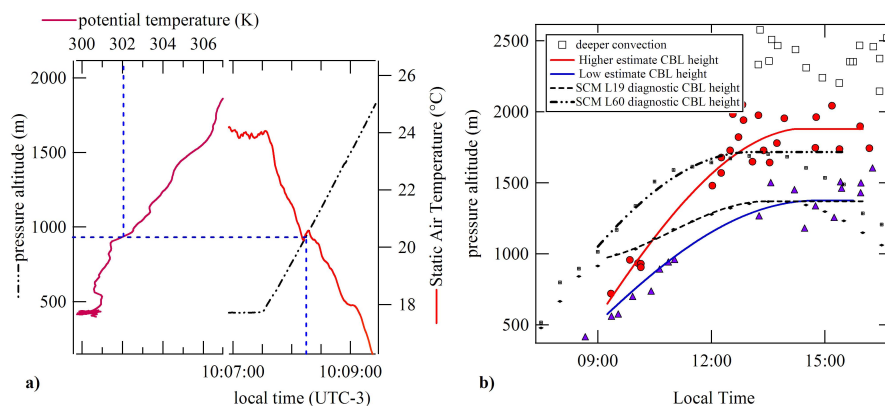 potential temperature (K)
300 302 304 306
a)
2000
1500
1000
500
pressure altitude (m)
26
24
22
20
18
Static Air Temperature (°C)
10:07:00 10:09:00
local time (UTC-3)
2500
2000
1500
1000
500
pressure altitude (m)
deeper convection
Higher estimate CBL height
Low estimate CBL height
SCM L19 diagnostic CBL height
SCM L60 diagnostic CBL height
09:00 12:00 15:00
b)
Local Time